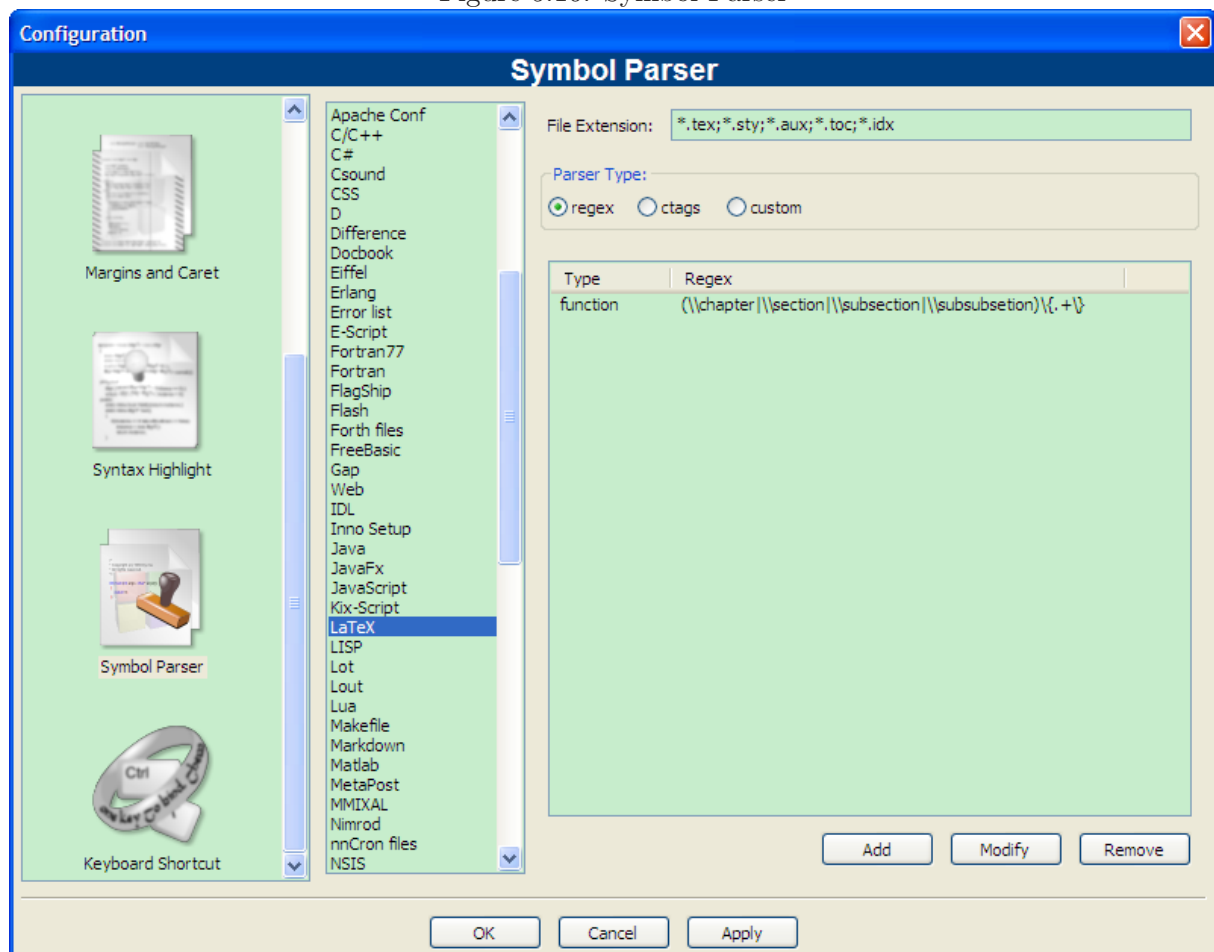 Configuration
Symbol Parser
Margins and Caret
Syntax Highlight
Symbol Parser
Ctrl
Keyboard Shortcut
Apache Conf
C/C++
C#
Csound
CSS
D
Difference
Docbook
Eiffel
Erlang
Error list
E-Script
Fortran77
Fortran
FlagShip
Flash
Forth files
FreeBasic
Gap
Web
IDL
Inno Setup
Java
JavaFx
JavaScript
Kix-Script
LaTeX
LISP
Lot
Lout
Lua
Makefile
Markdown
Matlab
MetaPost
MMIXAL
Nimrod
nnCron files
NSIS
File Extension: *.tex;*.sty;*.aux;*.toc;*.idx
Parser Type:
regex ctags custom
Type Regex
function (\\chapter|\\section|\\subsection|\\subsubsetion)\{.+\}
Add Modify Remove
OK Cancel Apply